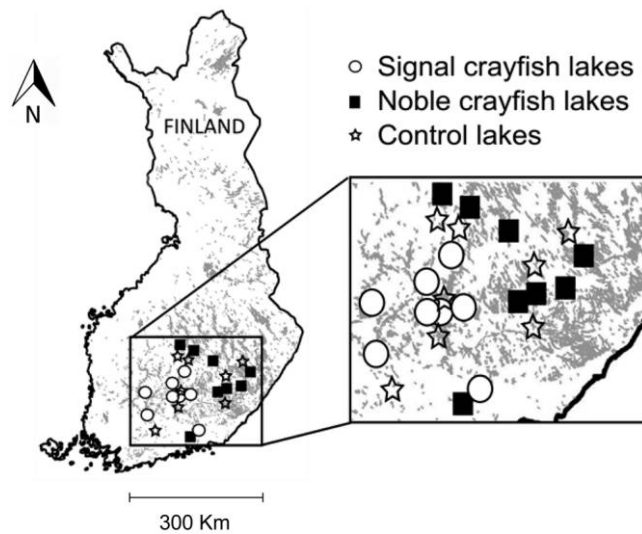 N
FINLAND
Signal crayfish lakes
Noble crayfish lakes
Control lakes
300 Km